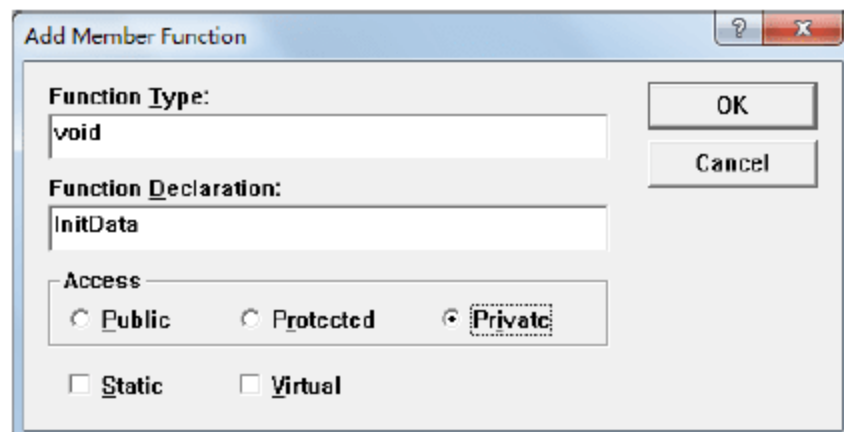 Add Member Function
Function Type:
OK
void
Cancel
Function Declaration:
InitData
Access
Public Protected Private
Static Virtual